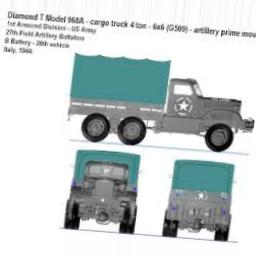 Diamond T Model 968A - cargo truck 4 ton - 6x6 (G509) - artillery prime mov
1st Armored Division - US Army
27th Field Artillery Battalion
B Battery - 26th vehicle
Italy, 1944.